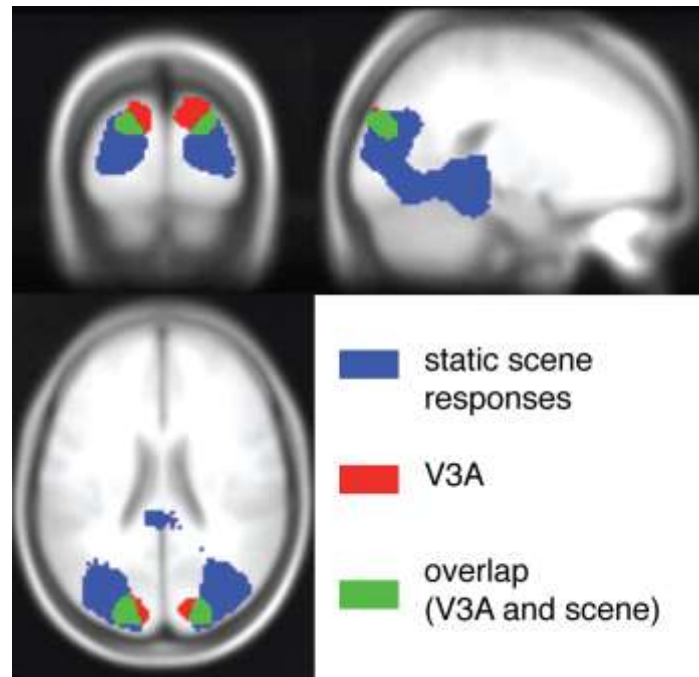 static scene
responses
V3A
overlap
(V3A and scene)